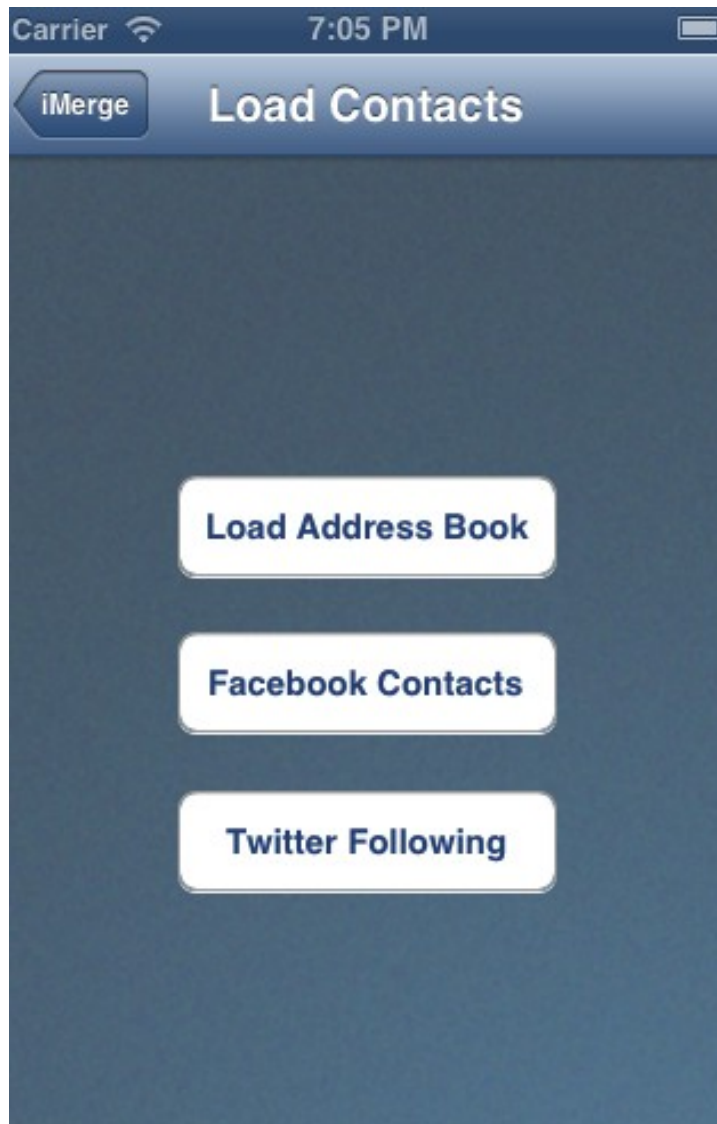 Carrier 7:05 PM
iMerge Load Contacts
Load Address Book
Facebook Contacts
Twitter Following